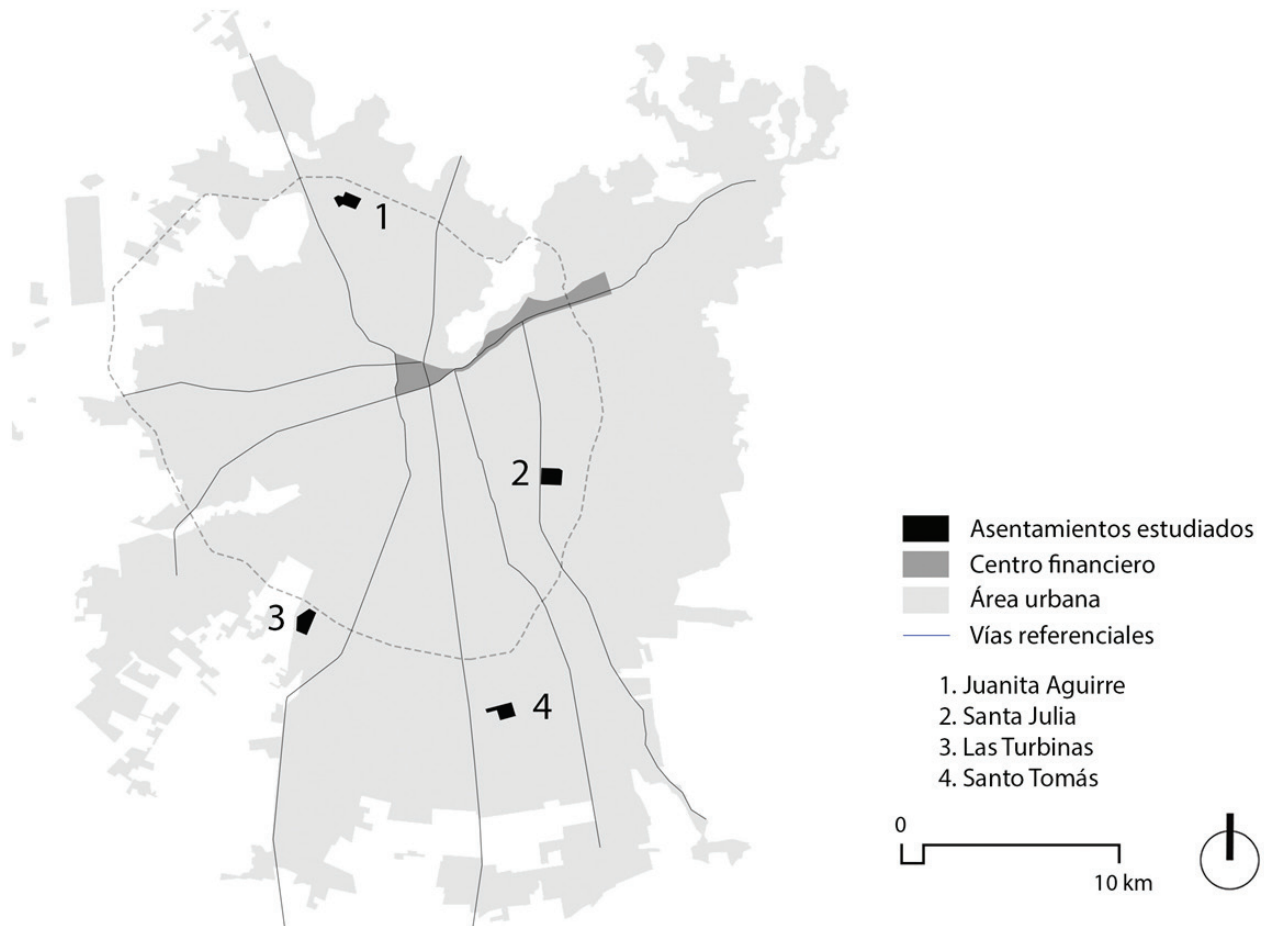 1
2
3
4
Asentamientos estudiados
Centro financiero
Área urbana
Vías referenciales
1. Juanita Aguirre
2. Santa Julia
3. Las Turbinas
4. Santo Tomás
0
10 km